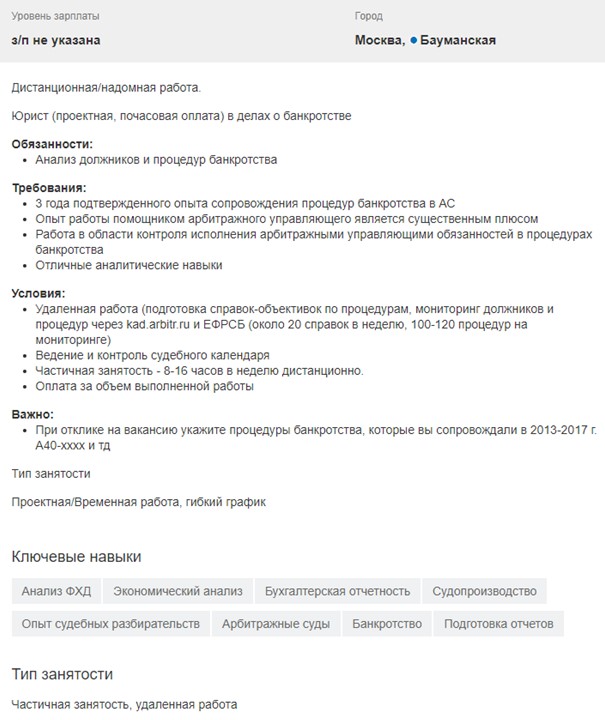 Уровень зарплаты
Город
з/п не указана
Москва, Бауманская
Дистанционная/надомная работа.
Юрист (проектная, почасовая оплата) в делах о банкротстве
Обязанности:
• Анализ должников и процедур банкротства
Требования:
• 3 года подтвержденного опыта сопровождения процедур банкротства в АС
• Опыт работы помощником арбитражного управляющего является существенным плюсом
• Работа в области контроля исполнения арбитражными управляющими обязанностей в процедурах
банкротства
• Отличные аналитические навыки
Условия:
• Удаленная работа (подготовка справок-объективок по процедурам, мониторинг должников и
процедур через kad.arbitr.ru и ЕФРСБ (около 20 справок в неделю, 100-120 процедур на
мониторинге)
• Ведение и контроль судебного календаря
• Частичная занятость - 8-16 часов в неделю дистанционно.
• Оплата за объем выполненной работы
Важно:
• При отклике на вакансию укажите процедуры банкротства, которые вы сопровождали в 2013-2017 г.
А40-хххх и тд
Тип занятости
Проектная/Временная работа, гибкий график
Ключевые навыки
Анализ ФХД Экономический анализ Бухгалтерская отчетность Судопроизводство
Опыт судебных разбирательств Арбитражные суды Банкротство Подготовка отчетов
Тип занятости
Частичная занятость, удаленная работа